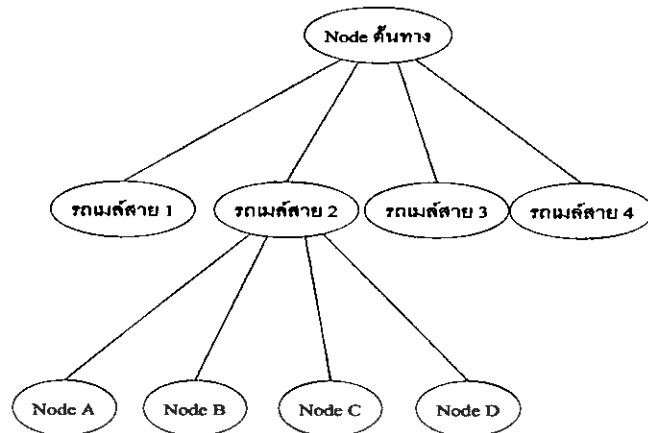 Node ต้นทาง
รถเมล์สาย 1
รถเมล์สาย 2
รถเมล์สาย 3
รถเมล์สาย 4
Node A
Node B
Node C
Node D